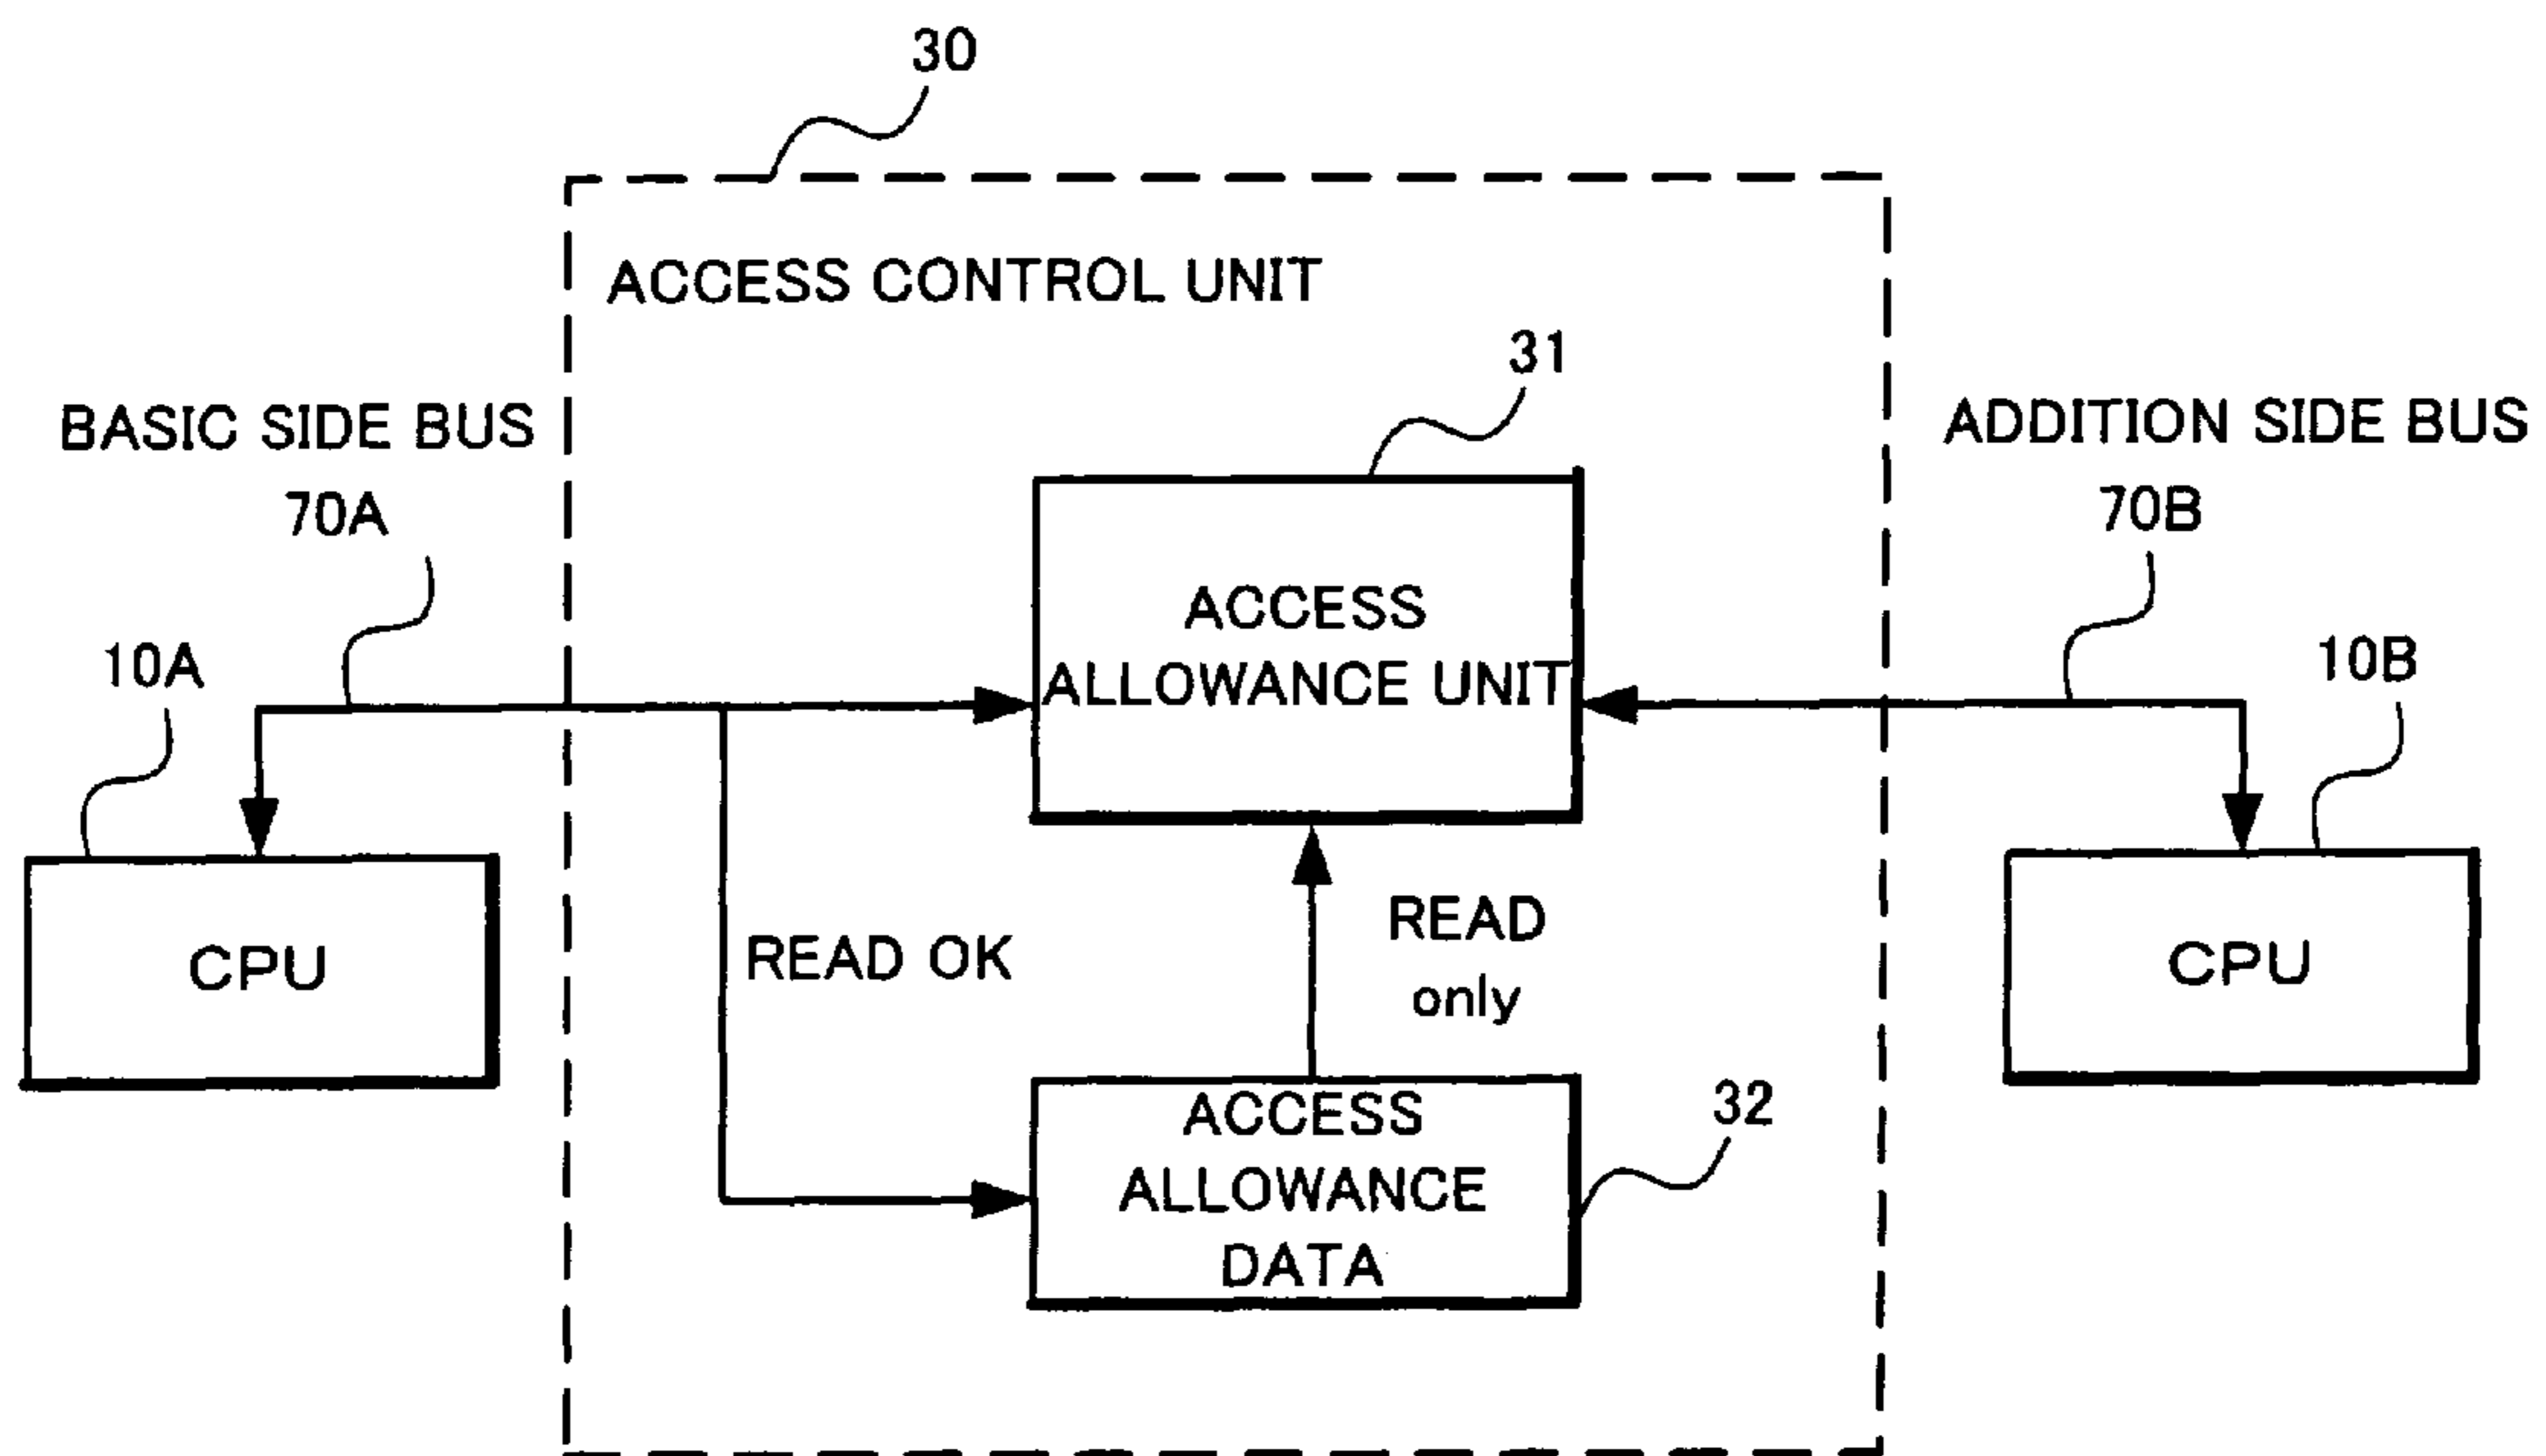 30
ACCESS CONTROL UNIT
31
BASIC SIDE BUS
70A
ADDITION SIDE BUS
70B
10A
10B
ACCESS
ALLOWANCE UNIT
CPU
READ OK
READ
only
CPU
ACCESS
ALLOWANCE
DATA
32